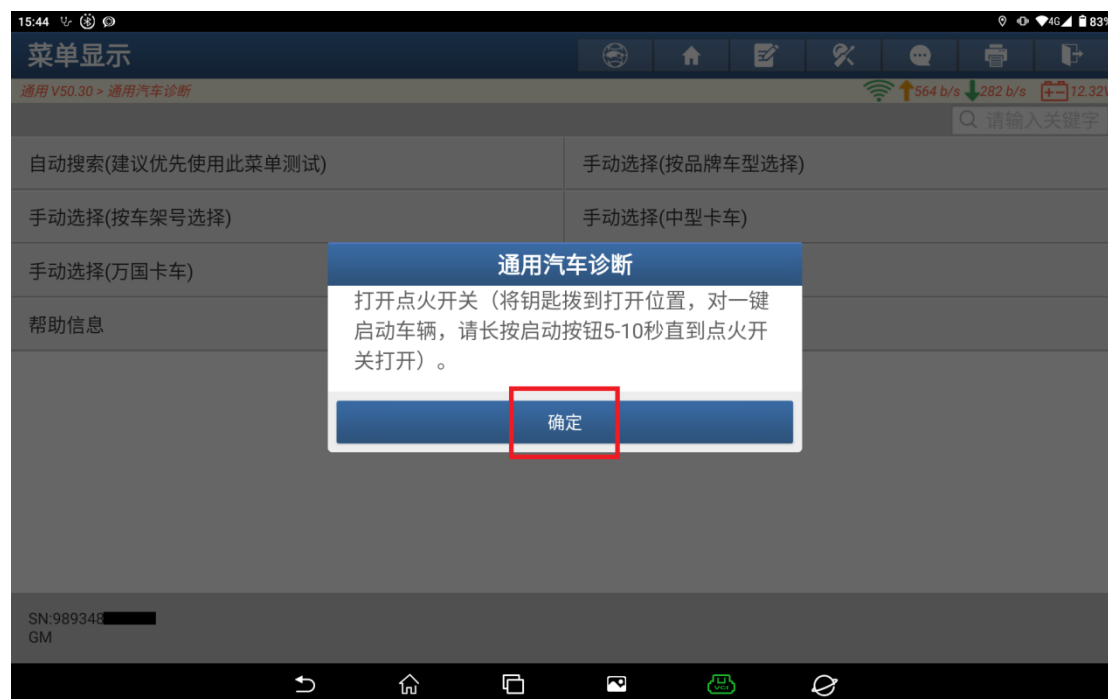 15:44
83%
菜单显示
通用 V50.30 > 通用汽车诊断
564 b/s 282 b/s 12.32V
请输入关键字
自动搜索(建议优先使用此菜单测试)
手动选择(按品牌车型选择)
手动选择(按车架号选择)
手动选择(中型卡车)
手动选择(万国卡车)
帮助信息
通用汽车诊断
打开点火开关（将钥匙拨到打开位置，对一键
启动车辆，请长按启动按钮5-10秒直到点火开
关打开）。
确定
SN:989348
GM
VCI